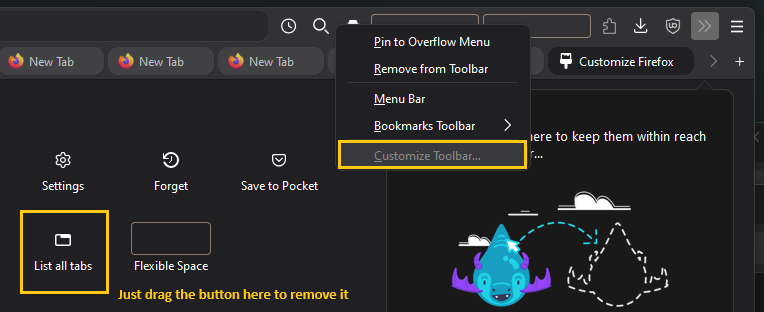 New Tab
New Tab
New Tab
Customize Firefox
Pin to Overflow Menu
Remove from Toolbar
Menu Bar
Bookmarks Toolbar
Customize Toolbar...
here to keep them within reach
r...
Settings
Forget
Save to Pocket
List all tabs
Flexible Space
Just drag the button here to remove it